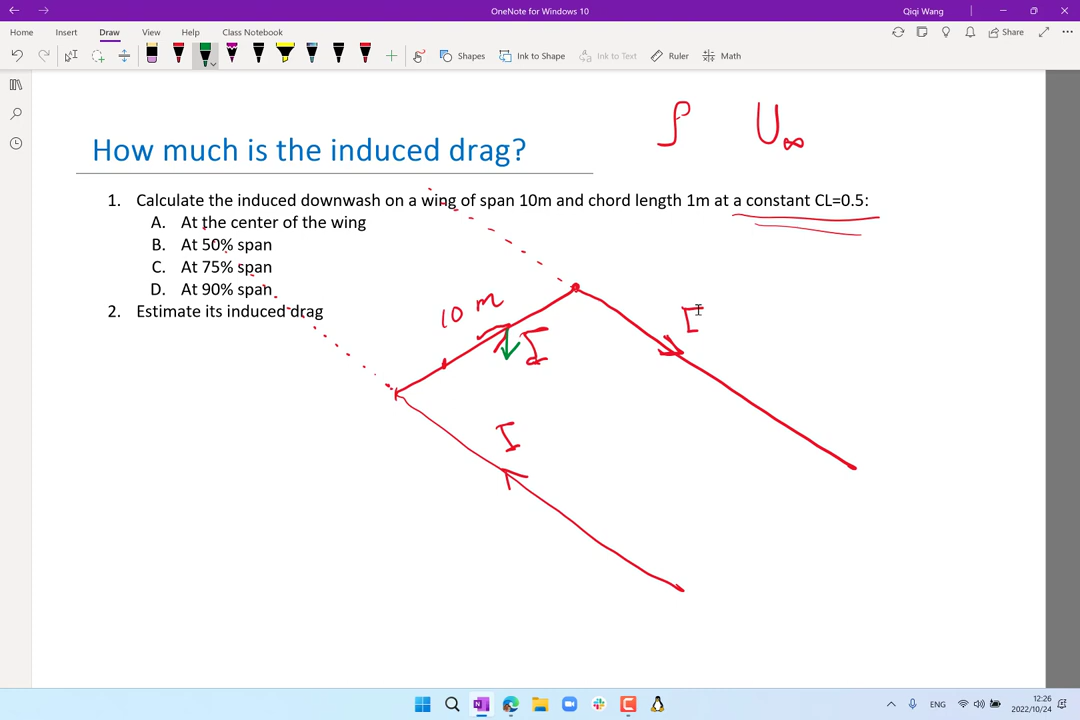 OneNote for Windows 10
Qiqi Wang
Home Insert Draw View Help Class Notebook
Share
Shapes Ink to Shape Ink to Text Ruler Math
ρ U∞
How much is the induced drag?
1. Calculate the induced downwash on a wing of span 10m and chord length 1m at a constant CL=0.5:
A. At the center of the wing
B. At 50% span
C. At 75% span
D. At 90% span
2. Estimate its induced drag
10 m
12:26
ENG
2022/10/24